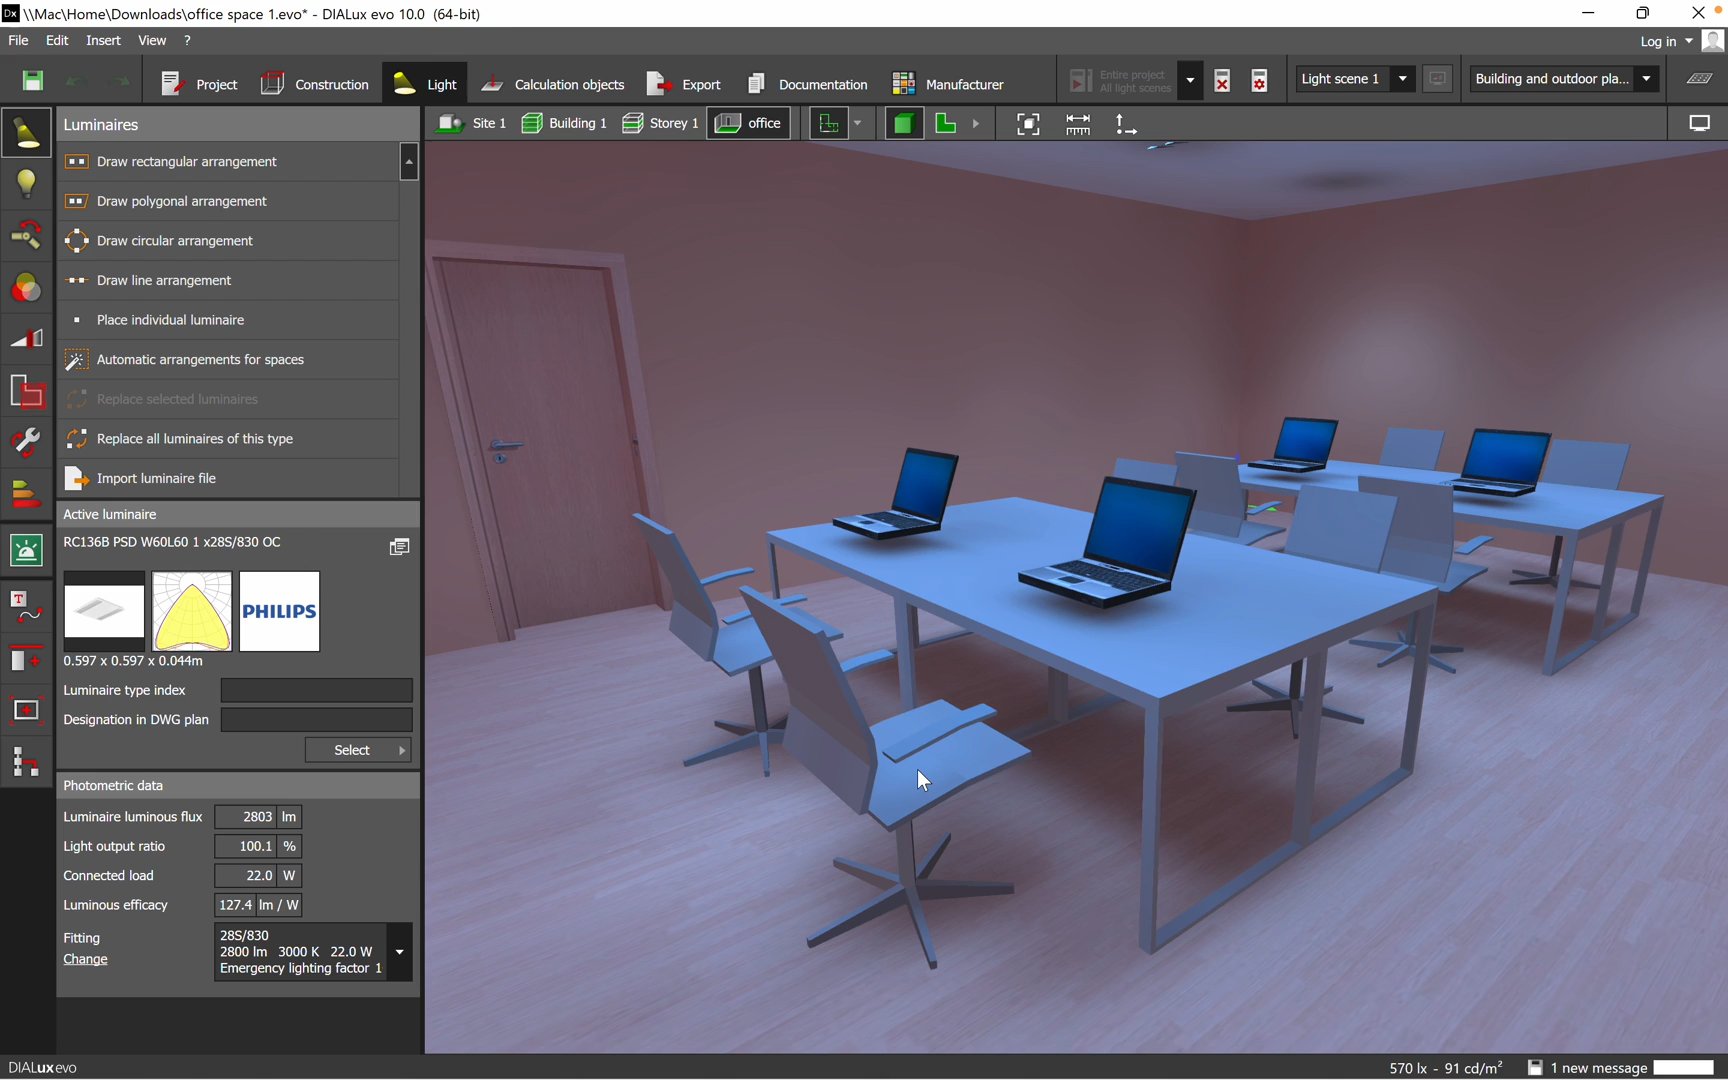 Dx \\Mac\Home\Downloads\office space 1.evo* - DIALux evo 10.0 (64-bit)
File Edit Insert View ?
Log in
Project Construction Light Calculation objects Export Documentation Manufacturer
Entire project
All light scenes
Light scene 1
Building and outdoor pla...
Luminaires
Site 1 Building 1 Storey 1 office
Draw rectangular arrangement
Draw polygonal arrangement
Draw circular arrangement
Draw line arrangement
Place individual luminaire
Automatic arrangements for spaces
Replace selected luminaires
Replace all luminaires of this type
Import luminaire file
Active luminaire
RC136B PSD W60L60 1 x28S/830 OC
PHILIPS
0.597 x 0.597 x 0.044m
Luminaire type index
Designation in DWG plan
Select
Photometric data
Luminaire luminous flux 2803 lm
Light output ratio 100.1 %
Connected load 22.0 W
Luminous efficacy 127.4 lm / W
Fitting
Change
28S/830
2800 lm 3000 K 22.0 W
Emergency lighting factor 1
DIALux evo
570 lx - 91 cd/m²
1 new message